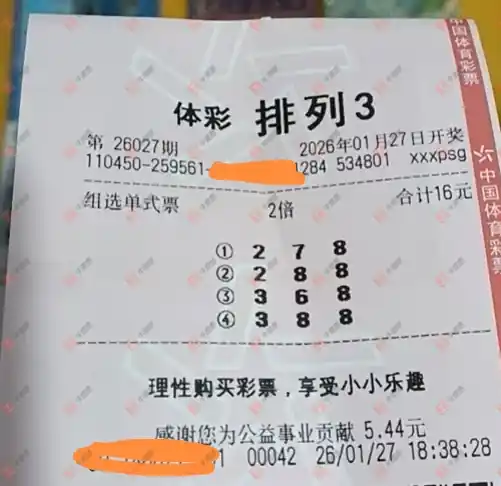 体彩 排列3
第 26027期 2026年01月27日开奖
110450-259561- 1284 534801 xxxpsg
组选单式票 2倍 合计16元
① 2 7 8
② 2 8 8
③ 3 6 8
④ 3 8 8
理性购买彩票，享受小小乐趣
感谢您为公益事业贡献 5.44元
1 00042 26/01/27 18:38:28
中国体育彩票
中国体育彩票